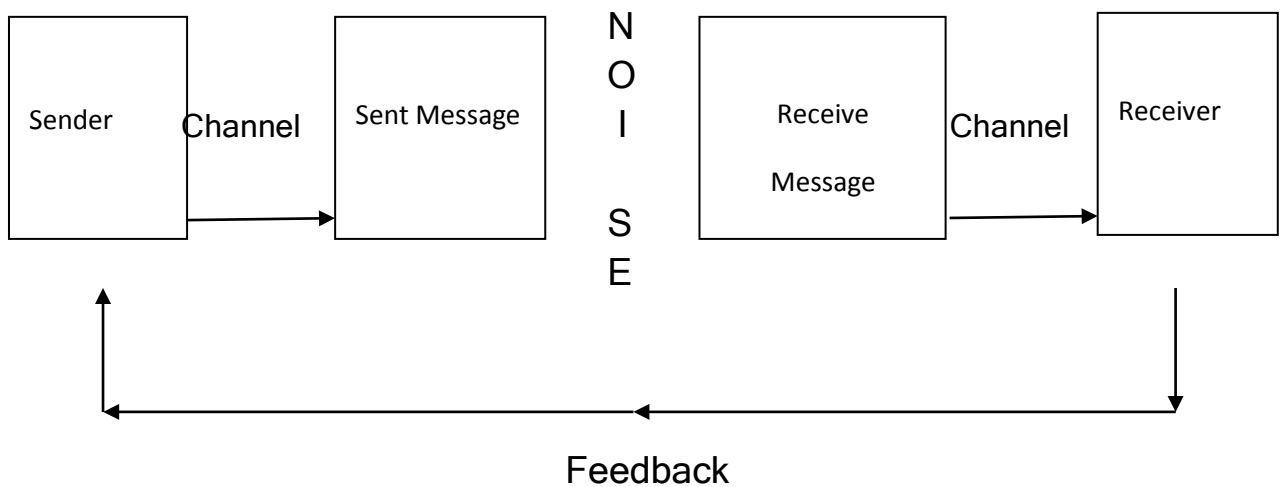 Sender
Channel
Sent Message
N
O
I
S
E
Receive
Message
Channel
Receiver
Feedback